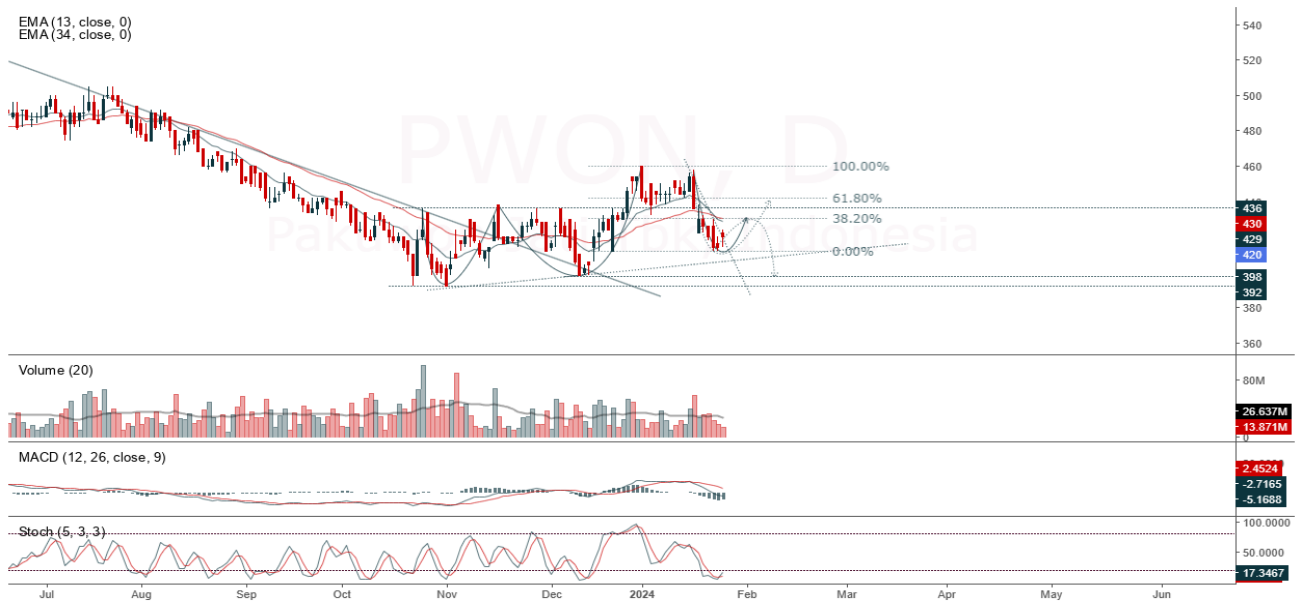 EMA (13, close, 0)
EMA (34, close, 0)
PWON, D
540
520
500
480
460
436
430
429
420
398
392
380
360
100.00%
61.80%
38.20%
0.00%
Volume (20)
80M
26.637M
13.871M
0
MACD (12, 26, close, 9)
2.4524
-2.7165
-5.1688
Stoch (5, 3, 3)
100.0000
50.0000
17.3467
Jul Aug Sep Oct Nov Dec 2024 Feb Mar Apr May Jun